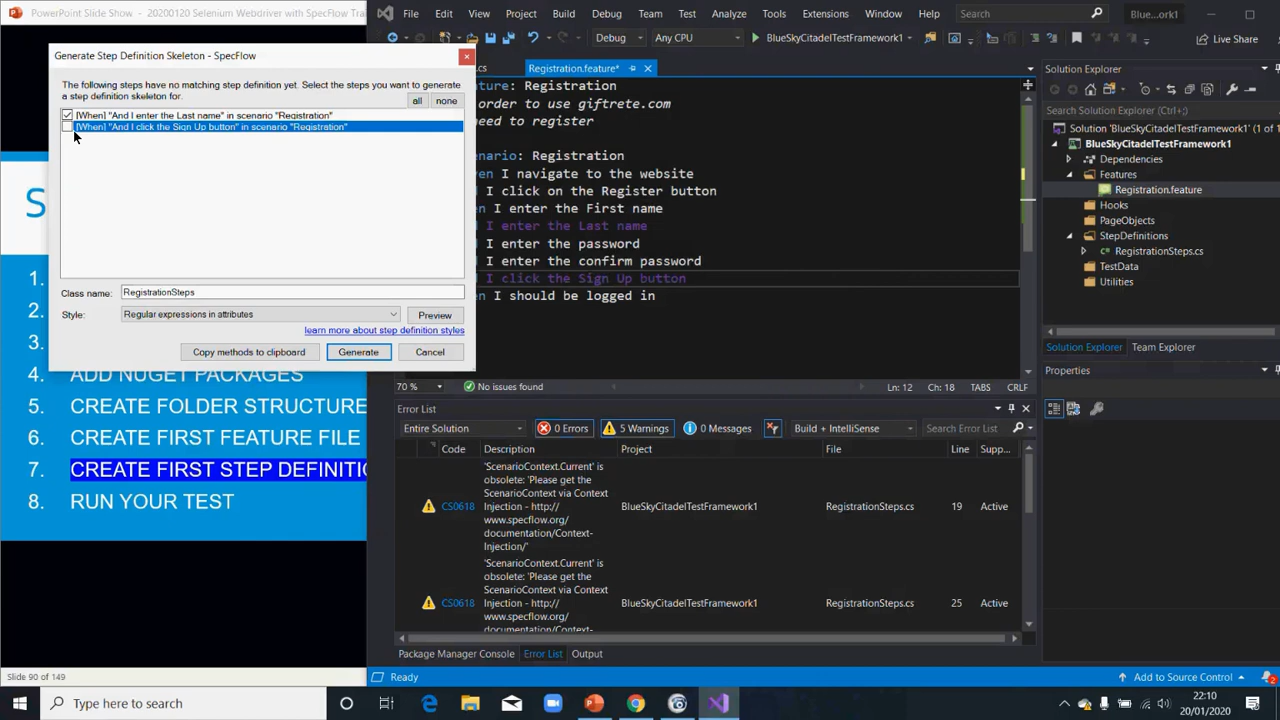 PowerPoint Slide Show - 20200120 Selenium Webdriver with SpecFlow Tra
File Edit View Project Build Debug Team Test Analyze Tools Extensions Window Help
Search
Blue...ork1
Debug Any CPU BlueSkyCitadelTestFramework1 Live Share
Generate Step Definition Skeleton - SpecFlow
The following steps have no matching step definition yet. Select the steps you want to generate
a step definition skeleton for.
all none
[When] "And I enter the Last name" in scenario "Registration"
[When] "And I click the Sign Up button" in scenario "Registration"
Class name: RegistrationSteps
Style: Regular expressions in attributes Preview
learn more about step definition styles
Copy methods to clipboard Generate Cancel
S
1.
2.
3.
4. ADD NUGET PACKAGES
5. CREATE FOLDER STRUCTURE
6. CREATE FIRST FEATURE FILE
7. CREATE FIRST STEP DEFINITIO
8. RUN YOUR TEST
Slide 90 of 149
cs Registration.feature*
ture: Registration
order to use giftrete.com
need to register
nario: Registration
en I navigate to the website
I click on the Register button
en I enter the First name
I enter the Last name
I enter the password
I enter the confirm password
I click the Sign Up button
en I should be logged in
70 % No issues found Ln: 12 Ch: 18 TABS CRLF
Error List
Entire Solution 0 Errors 5 Warnings 0 Messages Build + IntelliSense Search Error List
Code Description Project File Line Supp...
'ScenarioContext.Current' is
obsolete: 'Please get the
ScenarioContext via Context
CS0618 Injection - http:// BlueSkyCitadelTestFramework1 RegistrationSteps.cs 19 Active
www.specflow.org/
documentation/Context-
Injection/'
'ScenarioContext.Current' is
obsolete: 'Please get the
ScenarioContext via Context
CS0618 Injection - http:// BlueSkyCitadelTestFramework1 RegistrationSteps.cs 25 Active
www.specflow.org/
documentation/Context-
Package Manager Console Error List Output
Solution Explorer
Search Solution Explorer (Ctrl+;)
Solution 'BlueSkyCitadelTestFramework1'
BlueSkyCitadelTestFramework1
Dependencies
Features
Registration.feature
Hooks
PageObjects
StepDefinitions
RegistrationSteps.cs
TestData
Utilities
Solution Explorer Team Explorer
Properties
Ready Add to Source Control 2
Type here to search
22:10
20/01/2020